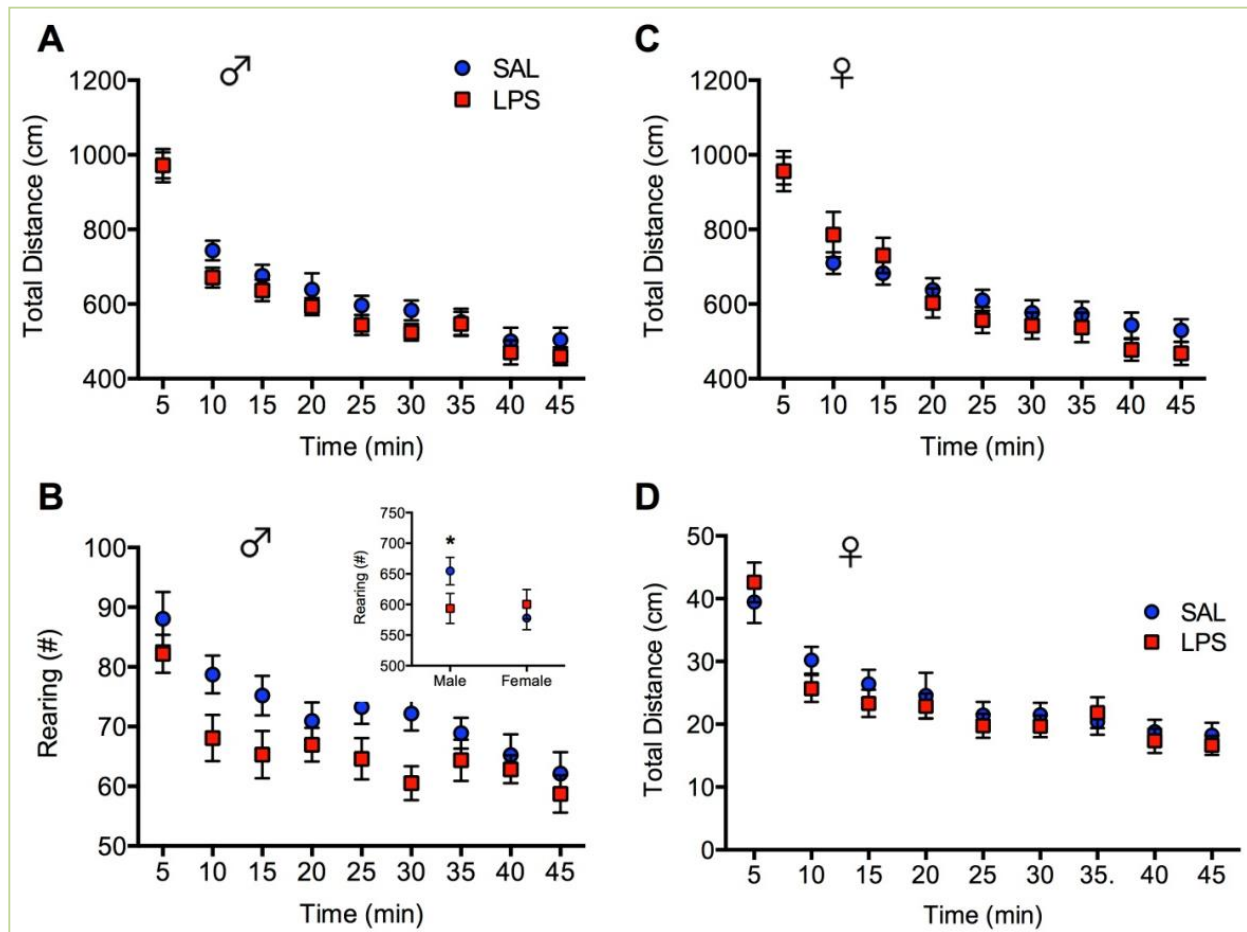 A
♂
SAL
LPS
1200
1000
800
600
400
Total Distance (cm)
5 10 15 20 25 30 35 40 45
Time (min)
C
♀
1200
1000
800
600
400
Total Distance (cm)
5 10 15 20 25 30 35 40 45
Time (min)
B
♂
100
90
80
70
60
50
Rearing (#)
5 10 15 20 25 30 35 40 45
Time (min)
750
700
650
600
550
500
Rearing (#)
*
Male Female
D
♀
SAL
LPS
50
40
30
20
10
0
Total Distance (cm)
5 10 15 20 25 30 35. 40 45
Time (min)